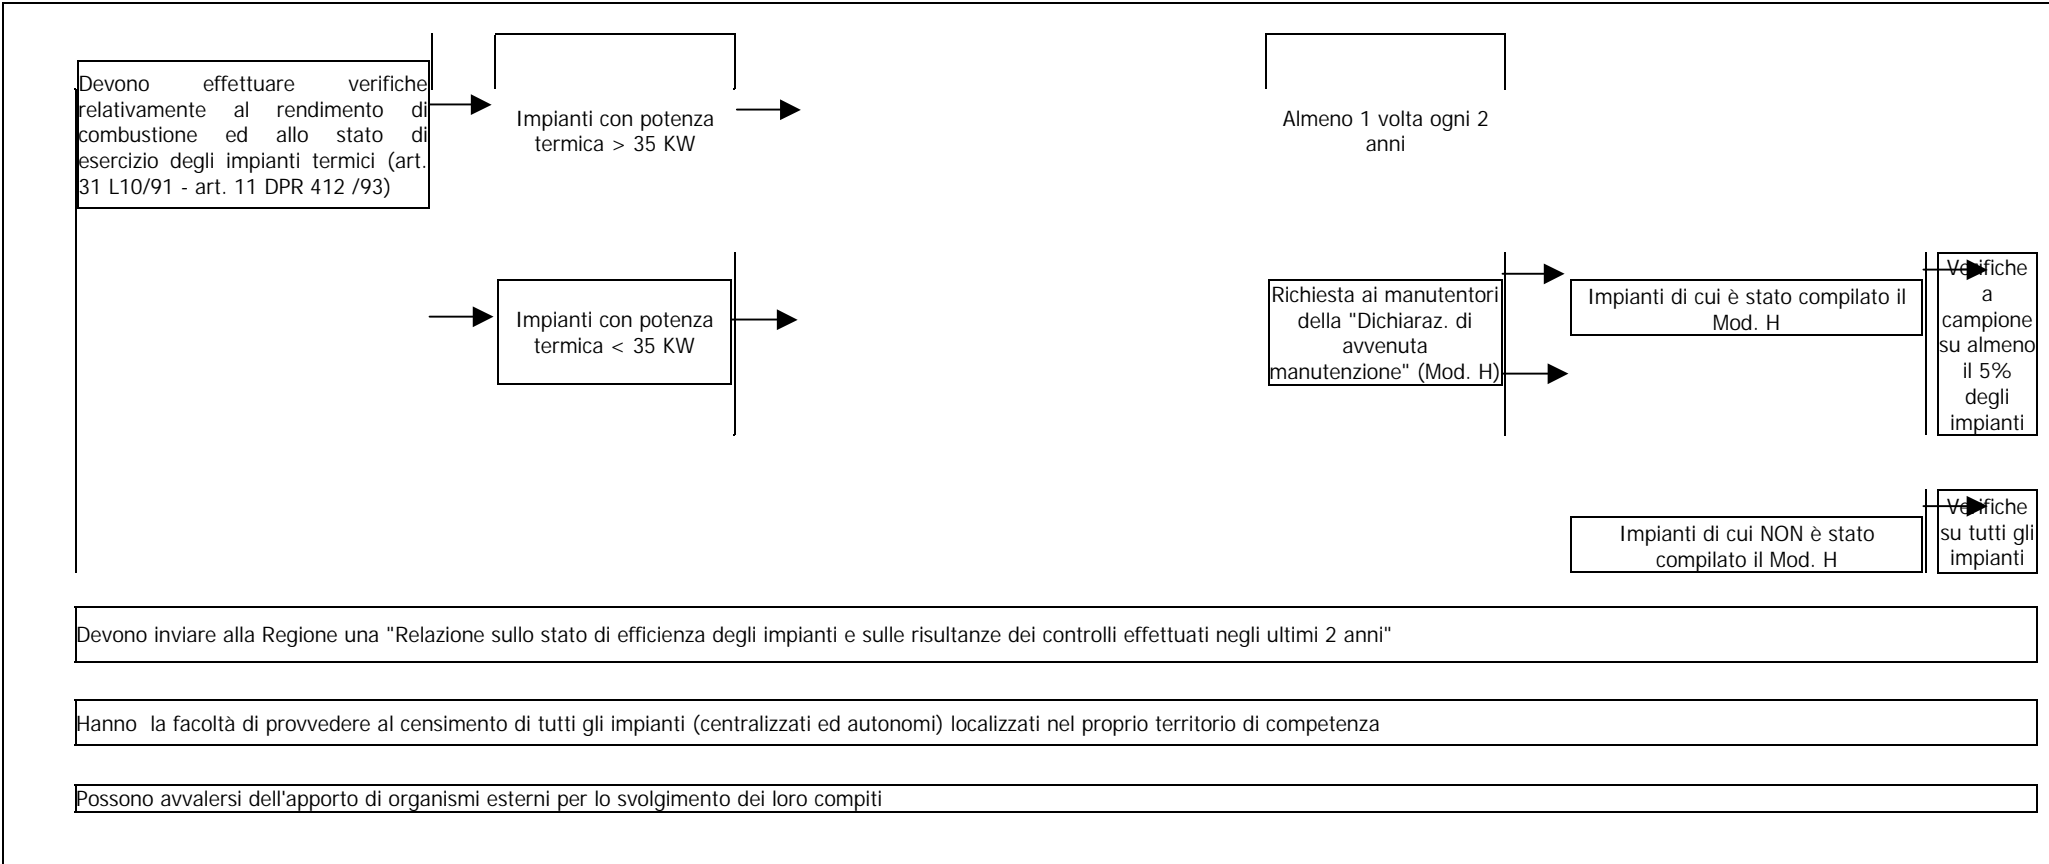 Devono effettuare verifiche
relativamente al rendimento di
combustione ed allo stato di
esercizio degli impianti termici (art.
31 L10/91 - art. 11 DPR 412 /93)
Impianti con potenza
termica > 35 KW
Almeno 1 volta ogni 2
anni
Impianti con potenza
termica < 35 KW
Richiesta ai manutentori
della "Dichiaraz. di
avvenuta
manutenzione" (Mod. H)
Impianti di cui è stato compilato il
Mod. H
Verifiche
a
campione
su almeno
il 5%
degli
impianti
Impianti di cui NON è stato
compilato il Mod. H
Verifiche
su tutti gli
impianti
Devono inviare alla Regione una "Relazione sullo stato di efficienza degli impianti e sulle risultanze dei controlli effettuati negli ultimi 2 anni"
Hanno  la facoltà di provvedere al censimento di tutti gli impianti (centralizzati ed autonomi) localizzati nel proprio territorio di competenza
Possono avvalersi dell'apporto di organismi esterni per lo svolgimento dei loro compiti